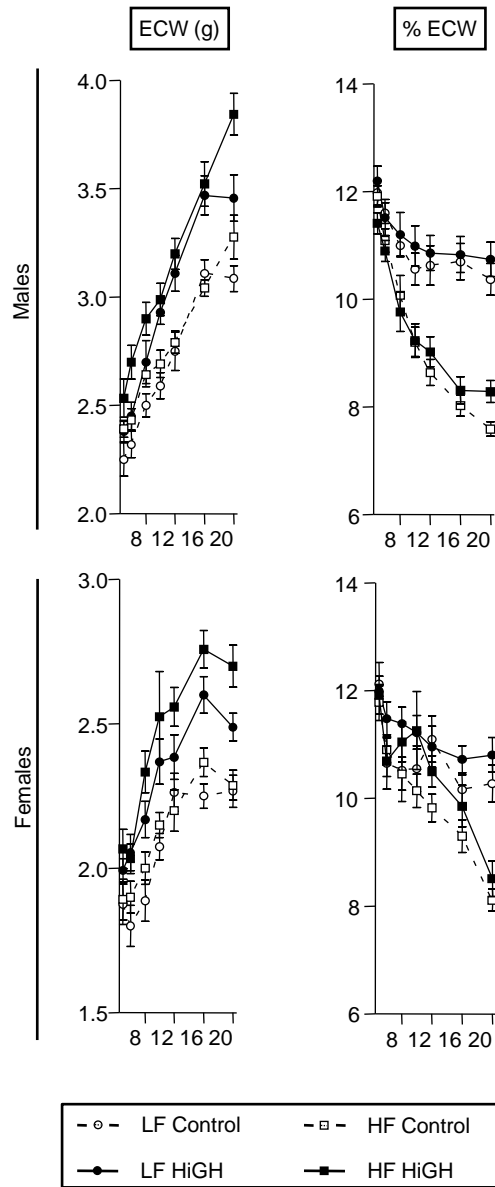 ECW (g) % ECW
Males
4.0 14
3.5 12
3.0 10
2.5 8
2.0 6
8 12 16 20 8 12 16 20
Females
3.0 14
2.5 12
10
2.0 8
1.5 6
8 12 16 20 8 12 16 20
LF Control HF Control
LF HiGH HF HiGH